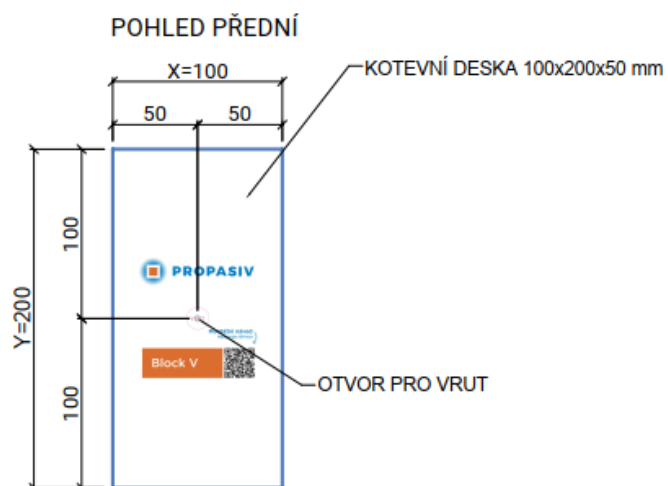 POHLED PŘEDNÍ
X=100
KOTEVNÍ DESKA 100x200x50 mm
50
50
100
PROPASIV
Y=200
Block V
OTVOR PRO VRUT
100